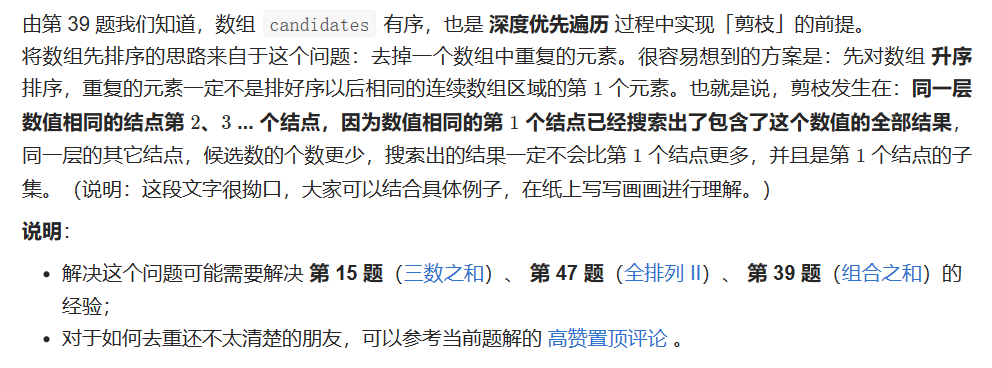 由第 39 题我们知道，数组 candidates 有序，也是 深度优先遍历 过程中实现「剪枝」的前提。
将数组先排序的思路来自于这个问题：去掉一个数组中重复的元素。很容易想到的方案是：先对数组 升序
排序，重复的元素一定不是排好序以后相同的连续数组区域的第 1 个元素。也就是说，剪枝发生在：同一层
数值相同的结点第 2、3 ... 个结点，因为数值相同的第 1 个结点已经搜索出了包含了这个数值的全部结果，
同一层的其它结点，候选数的个数更少，搜索出的结果一定不会比第 1 个结点更多，并且是第 1 个结点的子
集。（说明：这段文字很拗口，大家可以结合具体例子，在纸上写写画画进行理解。）
说明：
• 解决这个问题可能需要解决 第 15 题（三数之和）、 第 47 题（全排列 II）、 第 39 题（组合之和）的
经验；
• 对于如何去重还不太清楚的朋友，可以参考当前题解的 高赞置顶评论 。